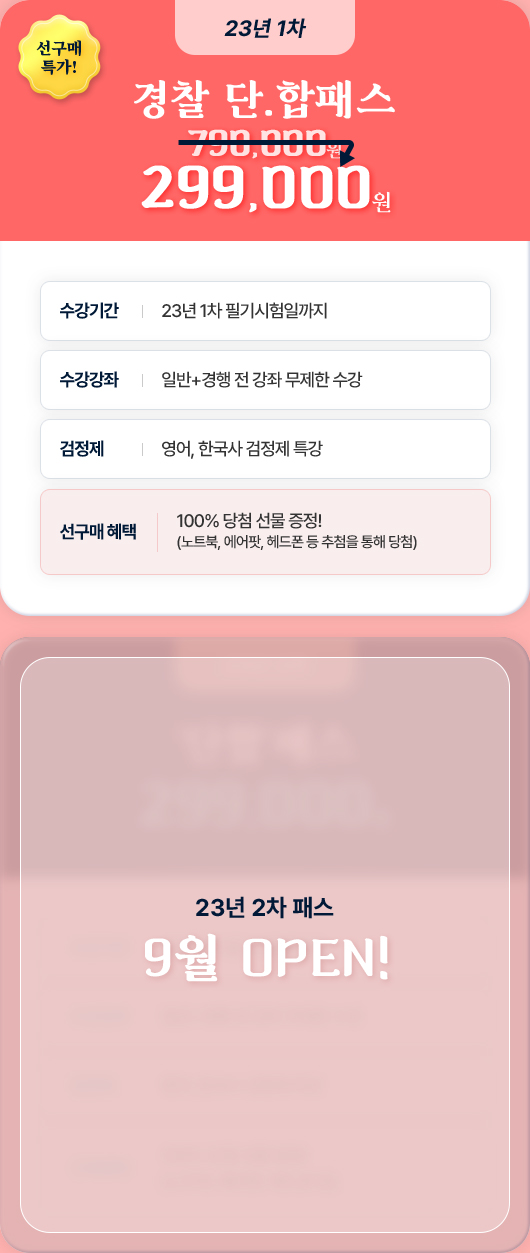 23년 1차
선구매
특가!
경찰 단.합패스
790,000원
299,000원
수강기간 23년 1차 필기시험일까지
수강강좌 일반+경행 전 강좌 무제한 수강
검정제 영어, 한국사 검정제 특강
선구매 혜택 100% 당첨 선물 증정!
(노트북, 에어팟, 헤드폰 등 추첨을 통해 당첨)
23년 2차 패스
9월 OPEN!